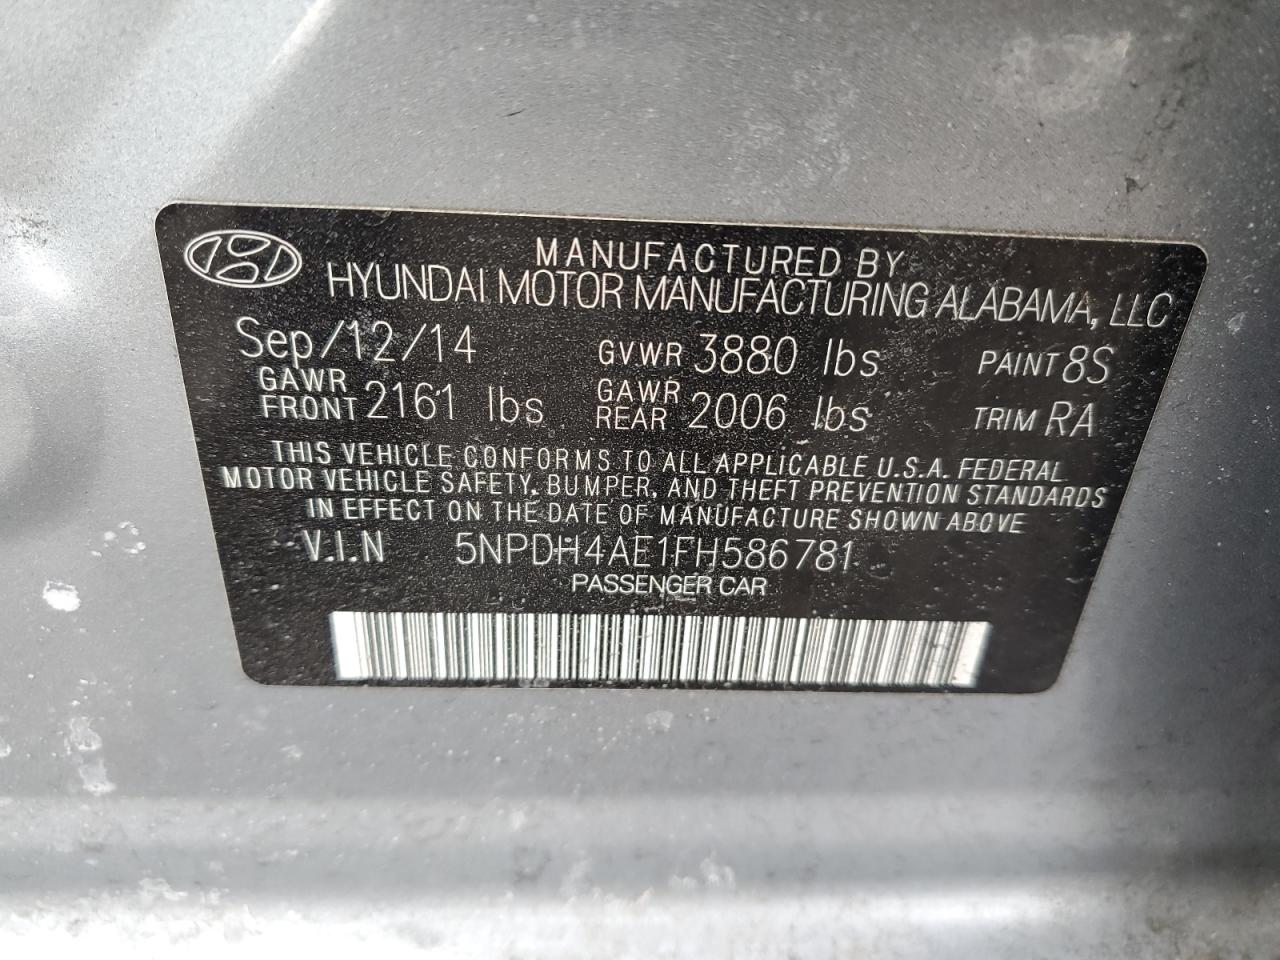 MANUFACTURED BY
HYUNDAI MOTOR MANUFACTURING ALABAMA, LLC
Sep/12/14 GVWR 3880 lbs PAINT 8S
GAWR FRONT 2161 lbs GAWR REAR 2006 lbs TRIM RA
THIS VEHICLE CONFORMS TO ALL APPLICABLE U.S.A. FEDERAL
MOTOR VEHICLE SAFETY, BUMPER, AND THEFT PREVENTION STANDARDS
IN EFFECT ON THE DATE OF MANUFACTURE SHOWN ABOVE
V.I.N 5NPDH4AE1FH586781
PASSENGER CAR